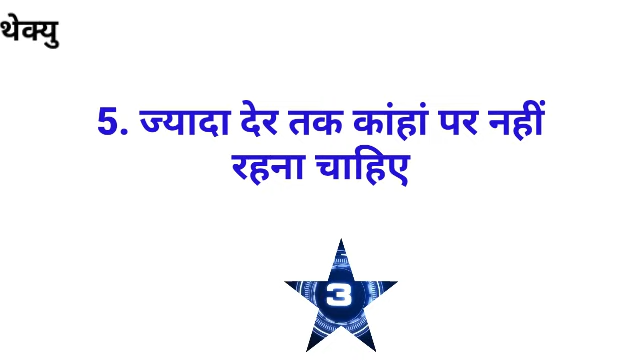 थेक्यु
5. ज्यादा देर तक कांहां पर नहीं
रहना चाहिए
3